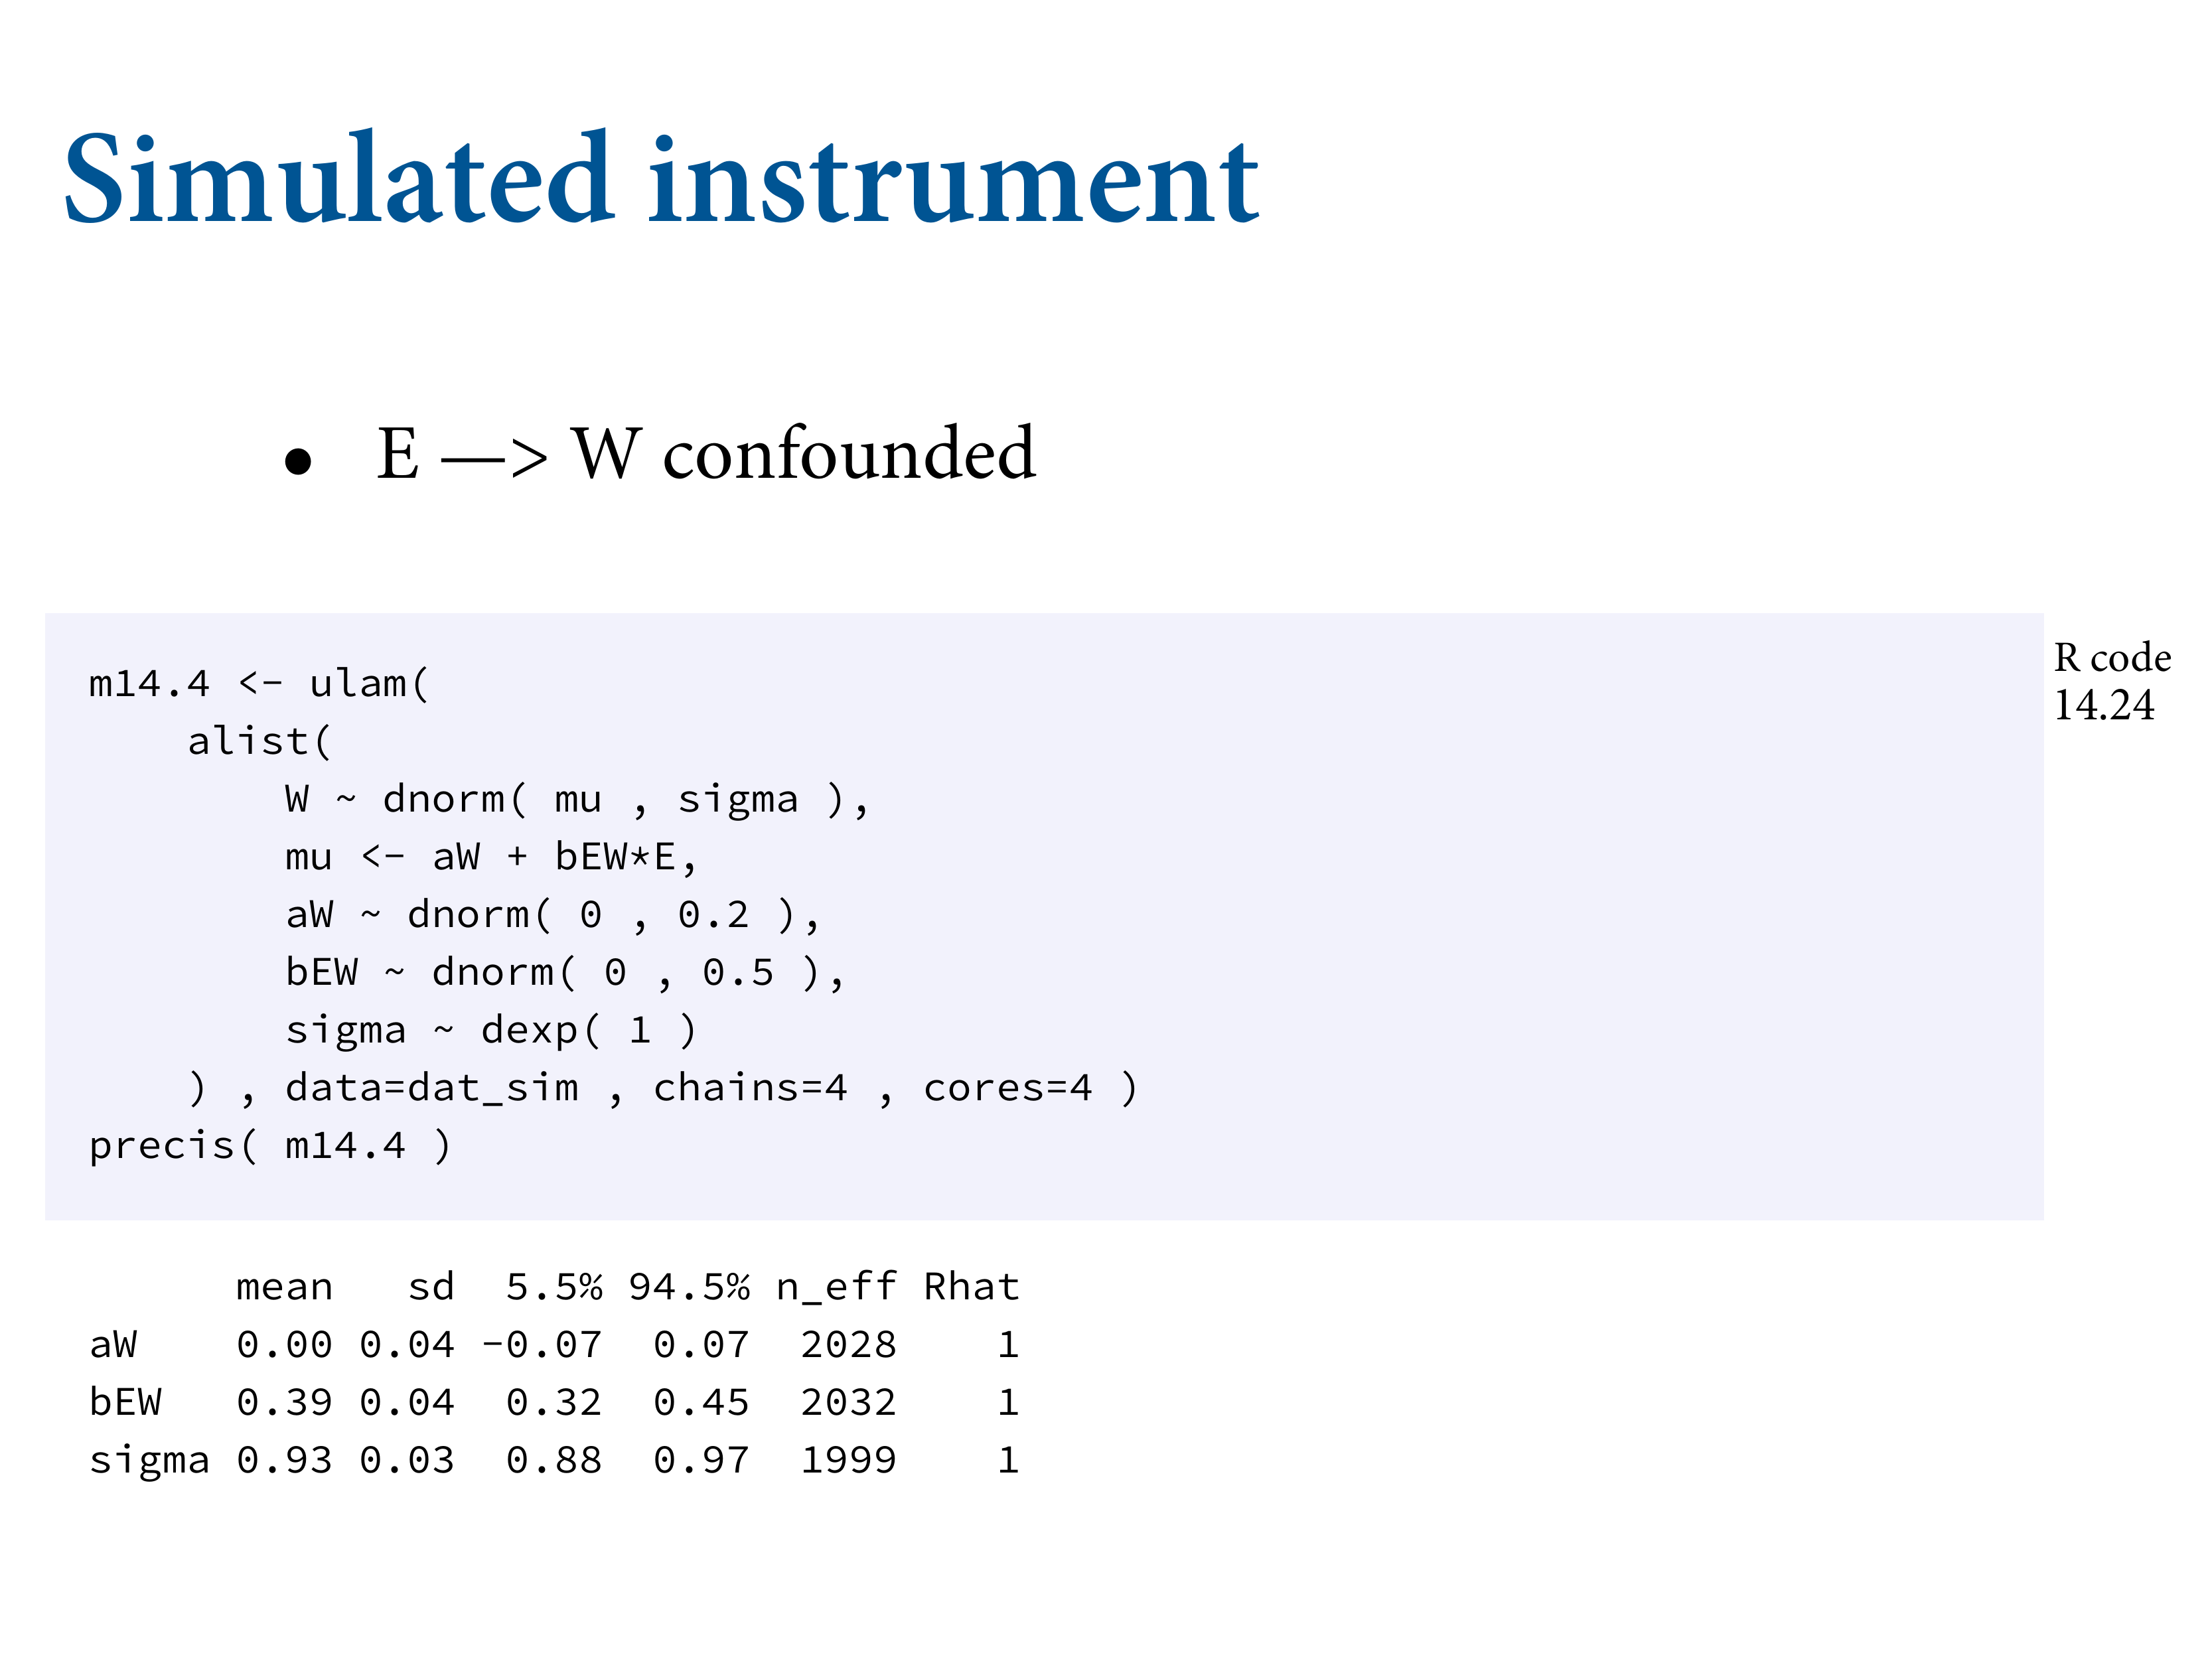 Simulated instrument
• E —> W confounded
R code
14.24
m14.4 <- ulam(
    alist(
        W ~ dnorm( mu , sigma ),
        mu <- aW + bEW*E,
        aW ~ dnorm( 0 , 0.2 ),
        bEW ~ dnorm( 0 , 0.5 ),
        sigma ~ dexp( 1 )
    ) , data=dat_sim , chains=4 , cores=4 )
precis( m14.4 )
      mean   sd  5.5% 94.5% n_eff Rhat
aW    0.00 0.04 −0.07  0.07  2028    1
bEW   0.39 0.04  0.32  0.45  2032    1
sigma 0.93 0.03  0.88  0.97  1999    1